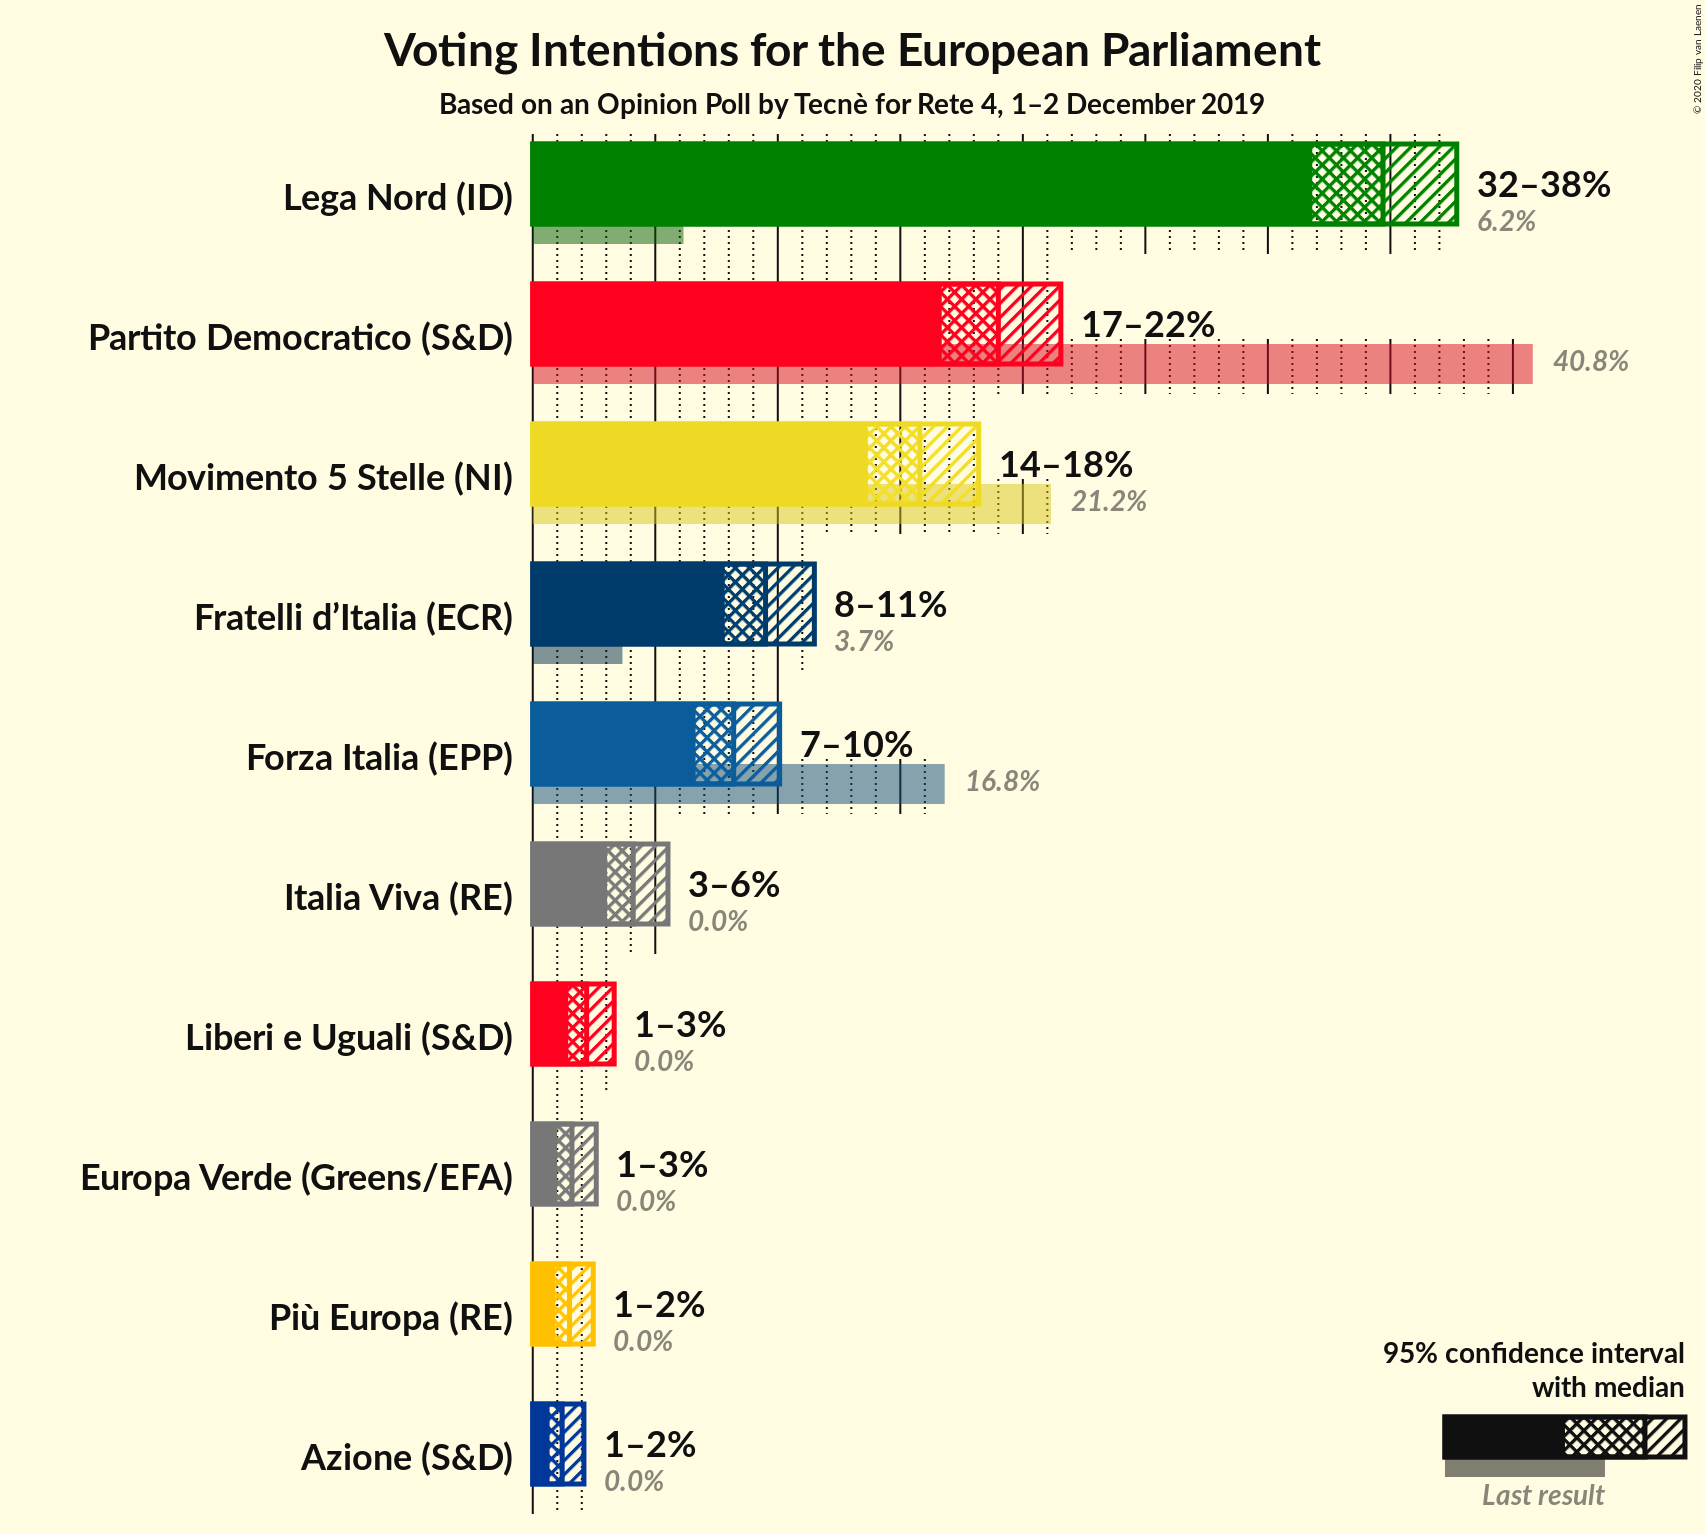 Voting Intentions for the European Parliament
Based on an Opinion Poll by Tecnè for Rete 4, 1–2 December 2019
© 2020 Filip van Laenen
Lega Nord (ID)
32–38%
6.2%
Partito Democratico (S&D)
17–22%
40.8%
Movimento 5 Stelle (NI)
14–18%
21.2%
Fratelli d’Italia (ECR)
8–11%
3.7%
Forza Italia (EPP)
7–10%
16.8%
Italia Viva (RE)
3–6%
0.0%
Liberi e Uguali (S&D)
1–3%
0.0%
Europa Verde (Greens/EFA)
1–3%
0.0%
Più Europa (RE)
1–2%
0.0%
Azione (S&D)
1–2%
0.0%
95% confidence interval
with median
Last result